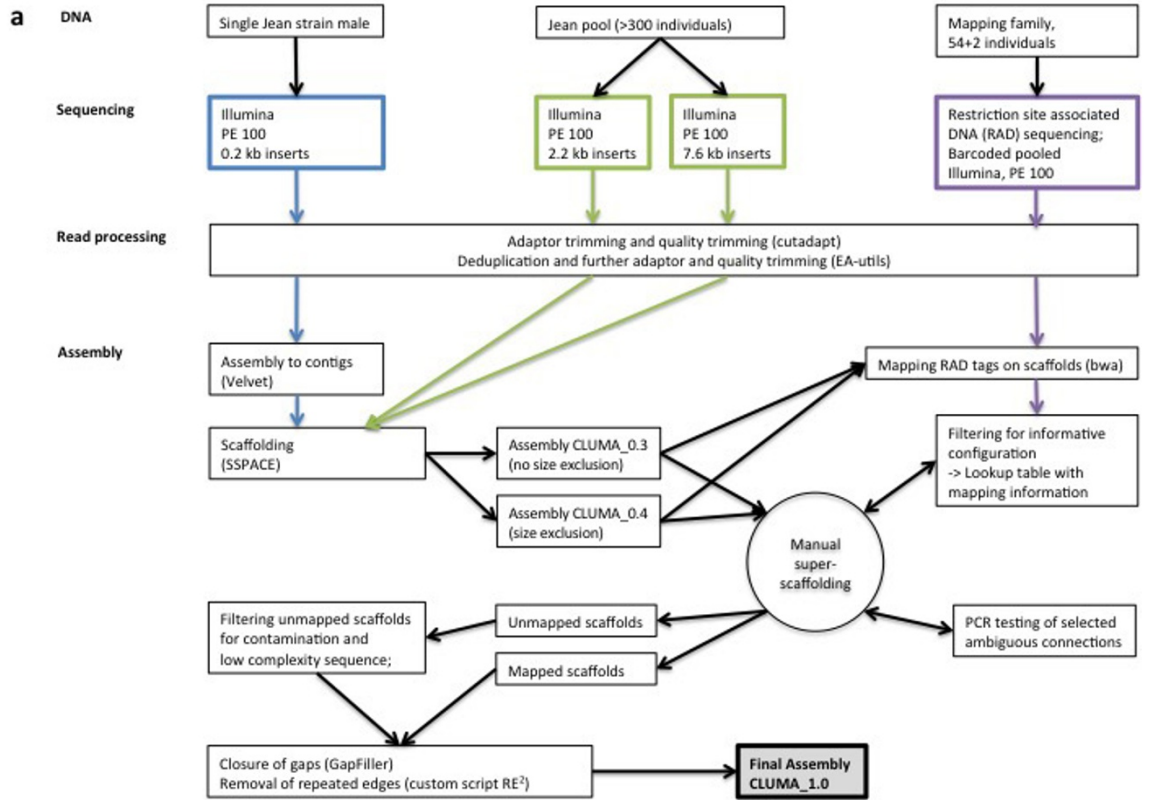 a
DNA
Single Jean strain male
Jean pool (>300 individuals)
Mapping family,
54+2 individuals
Sequencing
Illumina
PE 100
0.2 kb inserts
Illumina
PE 100
2.2 kb inserts
Illumina
PE 100
7.6 kb inserts
Restriction site associated
DNA (RAD) sequencing;
Barcoded pooled
Illumina, PE 100
Read processing
Adaptor trimming and quality trimming (cutadapt)
Deduplication and further adaptor and quality trimming (EA-utils)
Assembly
Assembly to contigs
(Velvet)
Mapping RAD tags on scaffolds (bwa)
Scaffolding
(SSPACE)
Assembly CLUMA_0.3
(no size exclusion)
Assembly CLUMA_0.4
(size exclusion)
Filtering for informative
configuration
-> Lookup table with
mapping information
Manual
super-
scaffolding
Filtering unmapped scaffolds
for contamination and
low complexity sequence;
Unmapped scaffolds
Mapped scaffolds
PCR testing of selected
ambiguous connections
Closure of gaps (GapFiller)
Removal of repeated edges (custom script RE²)
Final Assembly
CLUMA_1.0